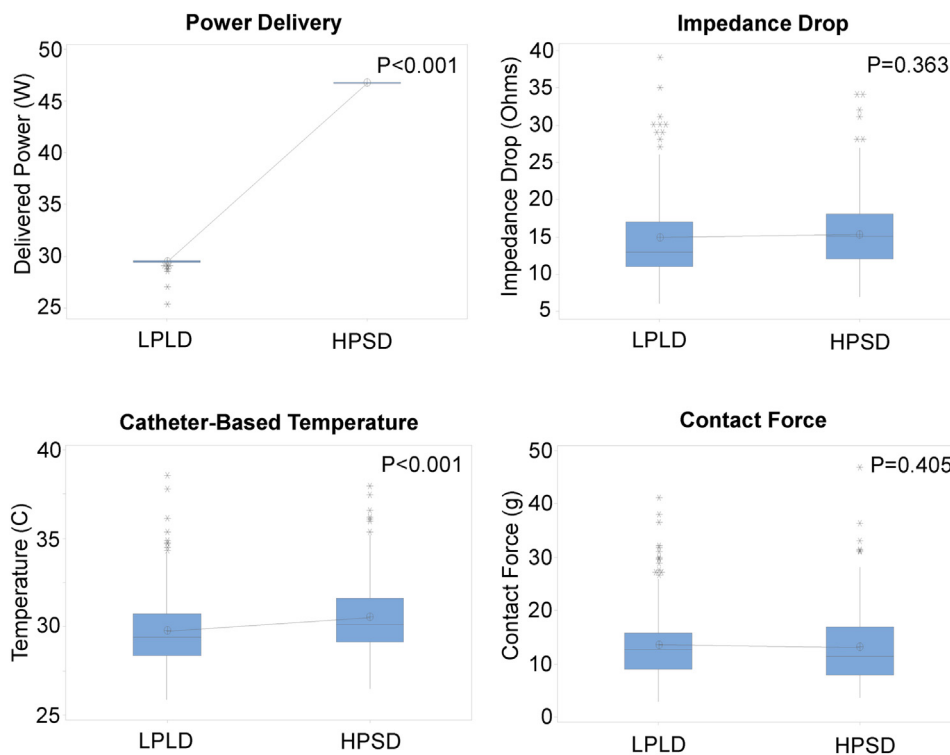 Power Delivery
Delivered Power (W)
50
45
40
35
30
25
P<0.001
LPLD
HPSD
Impedance Drop
Impedance Drop (Ohms)
40
35
30
25
20
15
10
5
P=0.363
LPLD
HPSD
Catheter-Based Temperature
Temperature (C)
40
35
30
25
P<0.001
LPLD
HPSD
Contact Force
Contact Force (g)
50
40
30
20
10
0
P=0.405
LPLD
HPSD